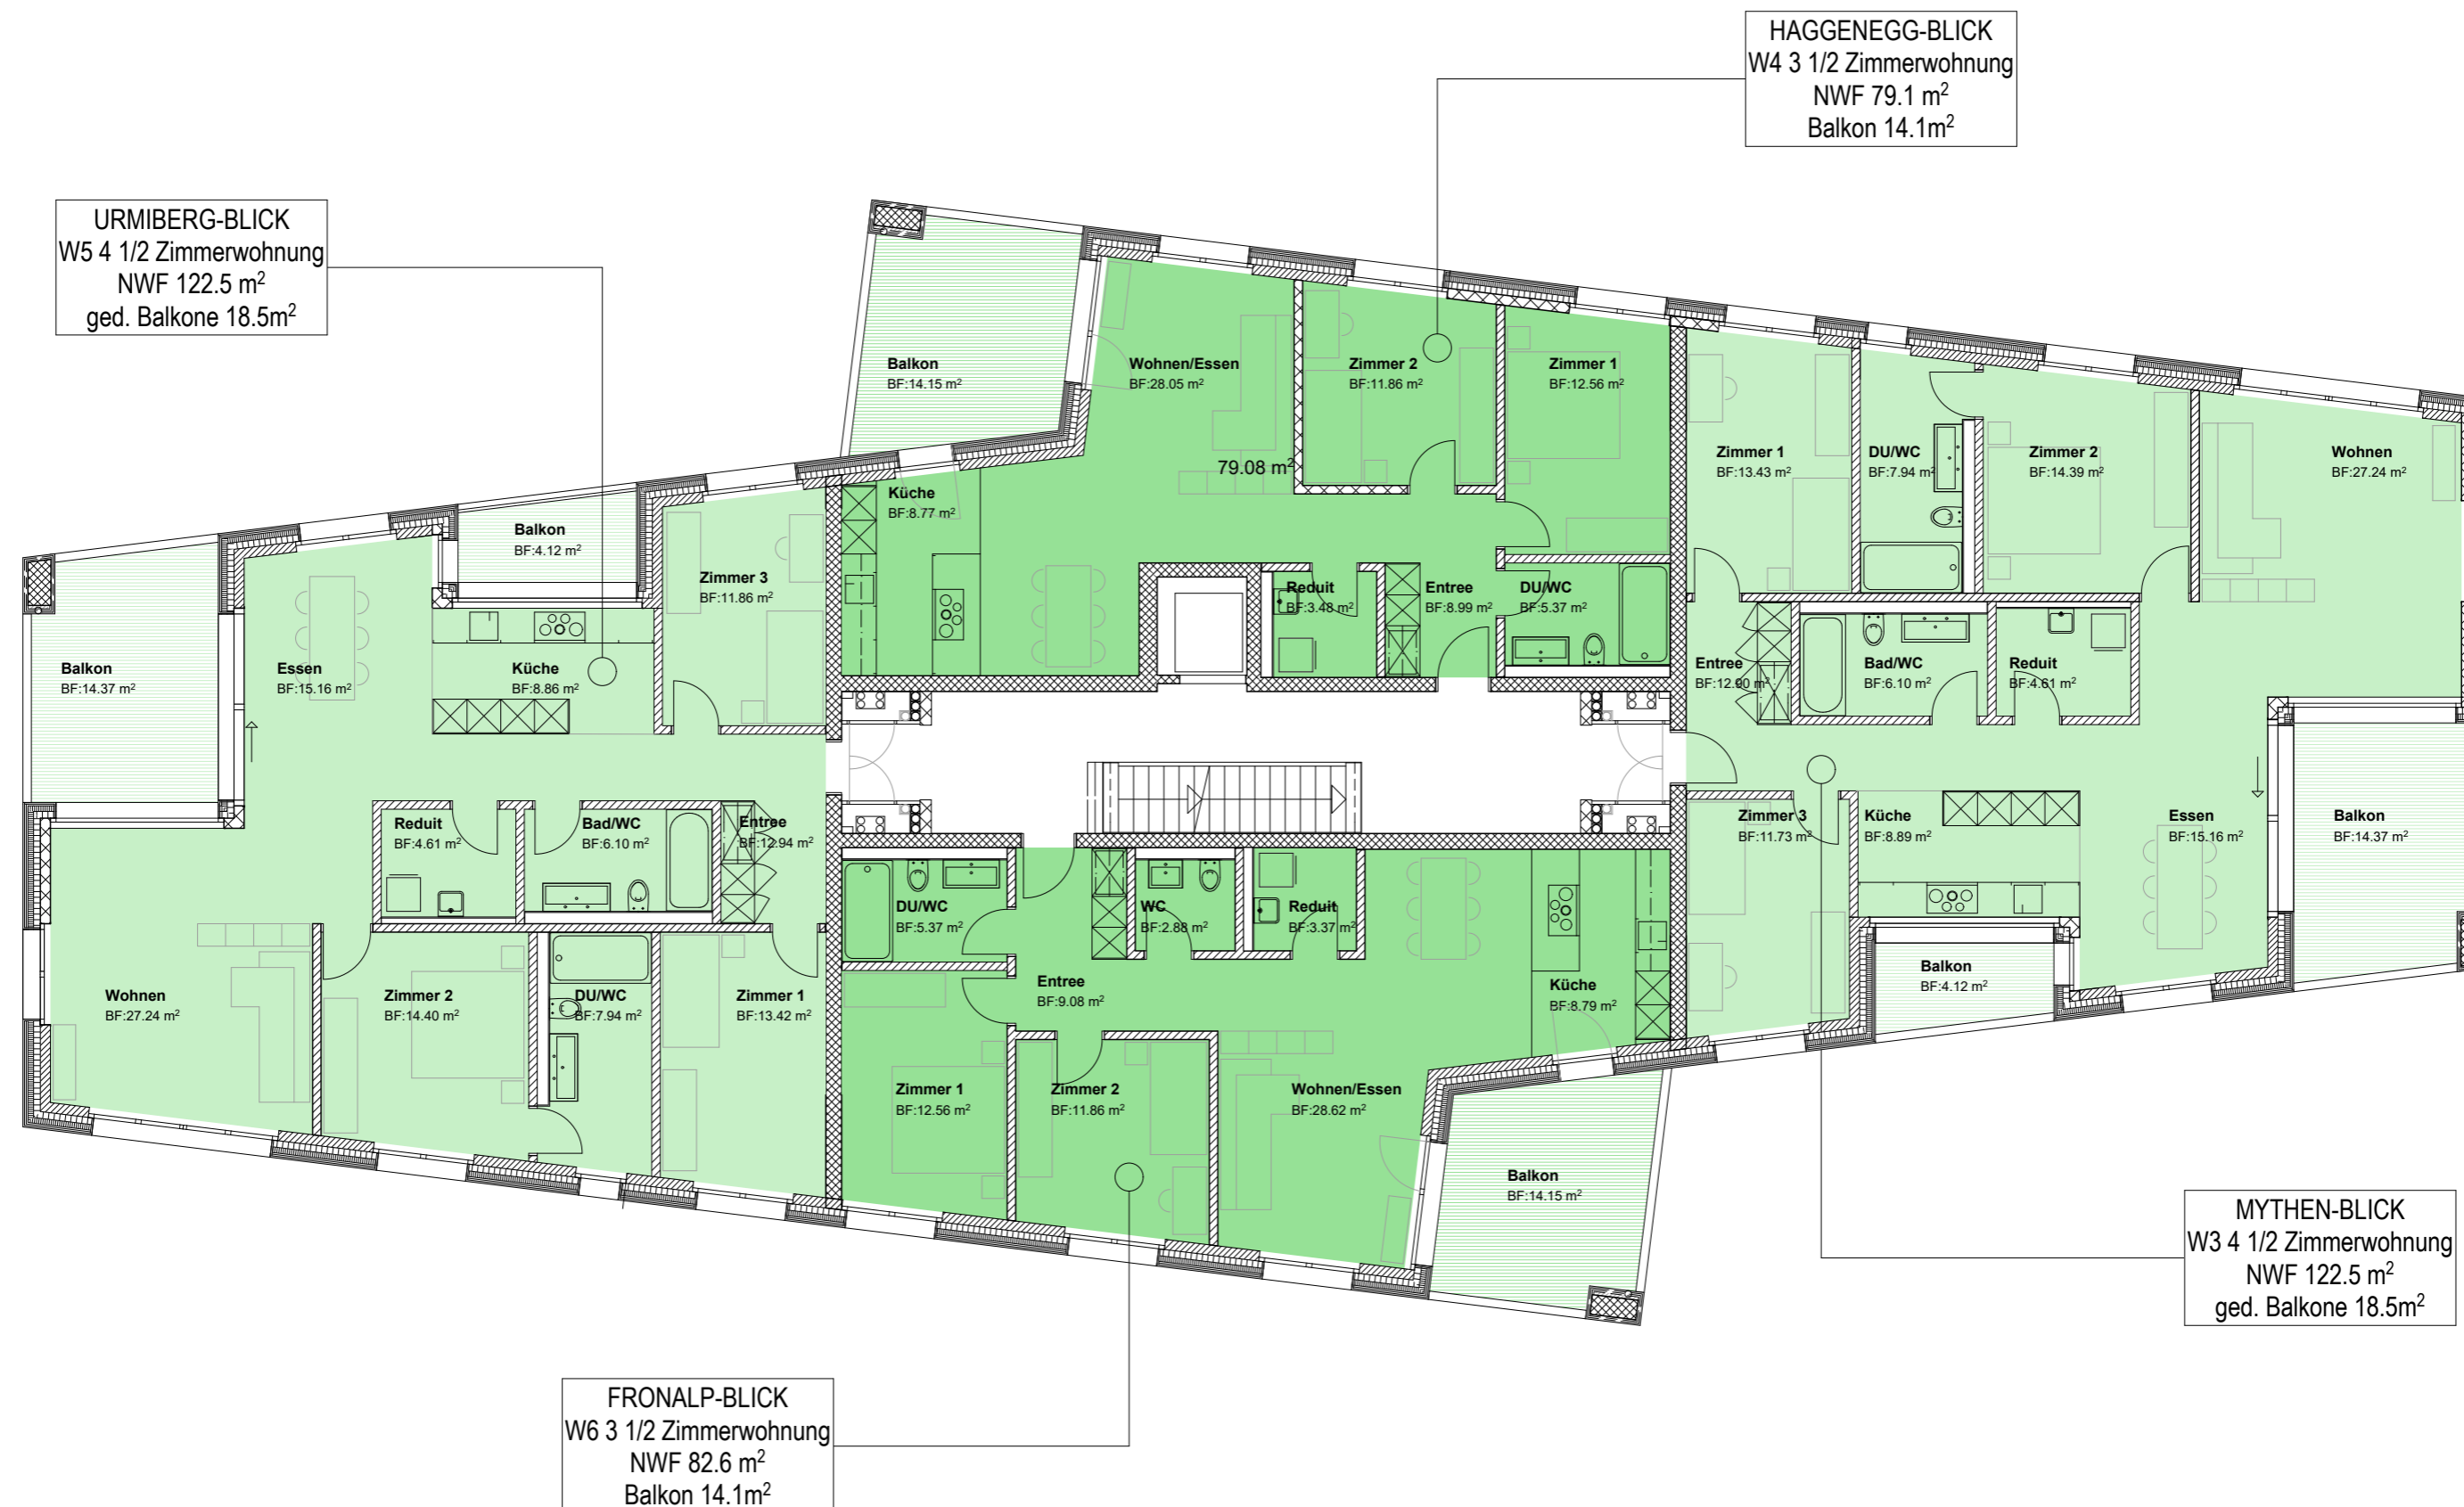 HAGGENEGG-BLICK
W4 3 1/2 Zimmerwohnung
NWF 79.1 m²
Balkon 14.1m²
URMIBERG-BLICK
W5 4 1/2 Zimmerwohnung
NWF 122.5 m²
ged. Balkone 18.5m²
Balkon
BF:14.15 m²
Wohnen/Essen
BF:28.05 m²
Zimmer 2
BF:11.86 m²
Zimmer 1
BF:12.56 m²
79.08 m²
Küche
BF:8.77 m²
Reduit
BF:3.48 m²
Entree
BF:8.99 m²
DU/WC
BF:5.37 m²
Zimmer 1
BF:13.43 m²
DU/WC
BF:7.94 m²
Zimmer 2
BF:14.39 m²
Wohnen
BF:27.24 m²
Entree
BF:12.90 m²
Bad/WC
BF:6.10 m²
Reduit
BF:4.61 m²
Zimmer 3
BF:11.73 m²
Küche
BF:8.89 m²
Essen
BF:15.16 m²
Balkon
BF:14.37 m²
Balkon
BF:4.12 m²
Balkon
BF:4.12 m²
Zimmer 3
BF:11.86 m²
Balkon
BF:14.37 m²
Essen
BF:15.16 m²
Küche
BF:8.86 m²
Reduit
BF:4.61 m²
Bad/WC
BF:6.10 m²
Entree
BF:12.94 m²
Wohnen
BF:27.24 m²
Zimmer 2
BF:14.40 m²
DU/WC
BF:7.94 m²
Zimmer 1
BF:13.42 m²
DU/WC
BF:5.37 m²
WC
BF:2.88 m²
Reduit
BF:3.37 m²
Entree
BF:9.08 m²
Küche
BF:8.79 m²
Zimmer 1
BF:12.56 m²
Zimmer 2
BF:11.86 m²
Wohnen/Essen
BF:28.62 m²
Balkon
BF:14.15 m²
MYTHEN-BLICK
W3 4 1/2 Zimmerwohnung
NWF 122.5 m²
ged. Balkone 18.5m²
FRONALP-BLICK
W6 3 1/2 Zimmerwohnung
NWF 82.6 m²
Balkon 14.1m²